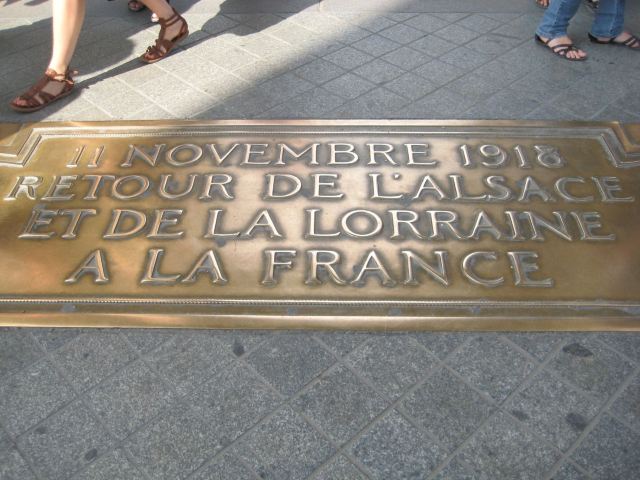 11 NOVEMBRE 1918
RETOUR DE L'ALSACE
ET DE LA LORRAINE
A LA FRANCE